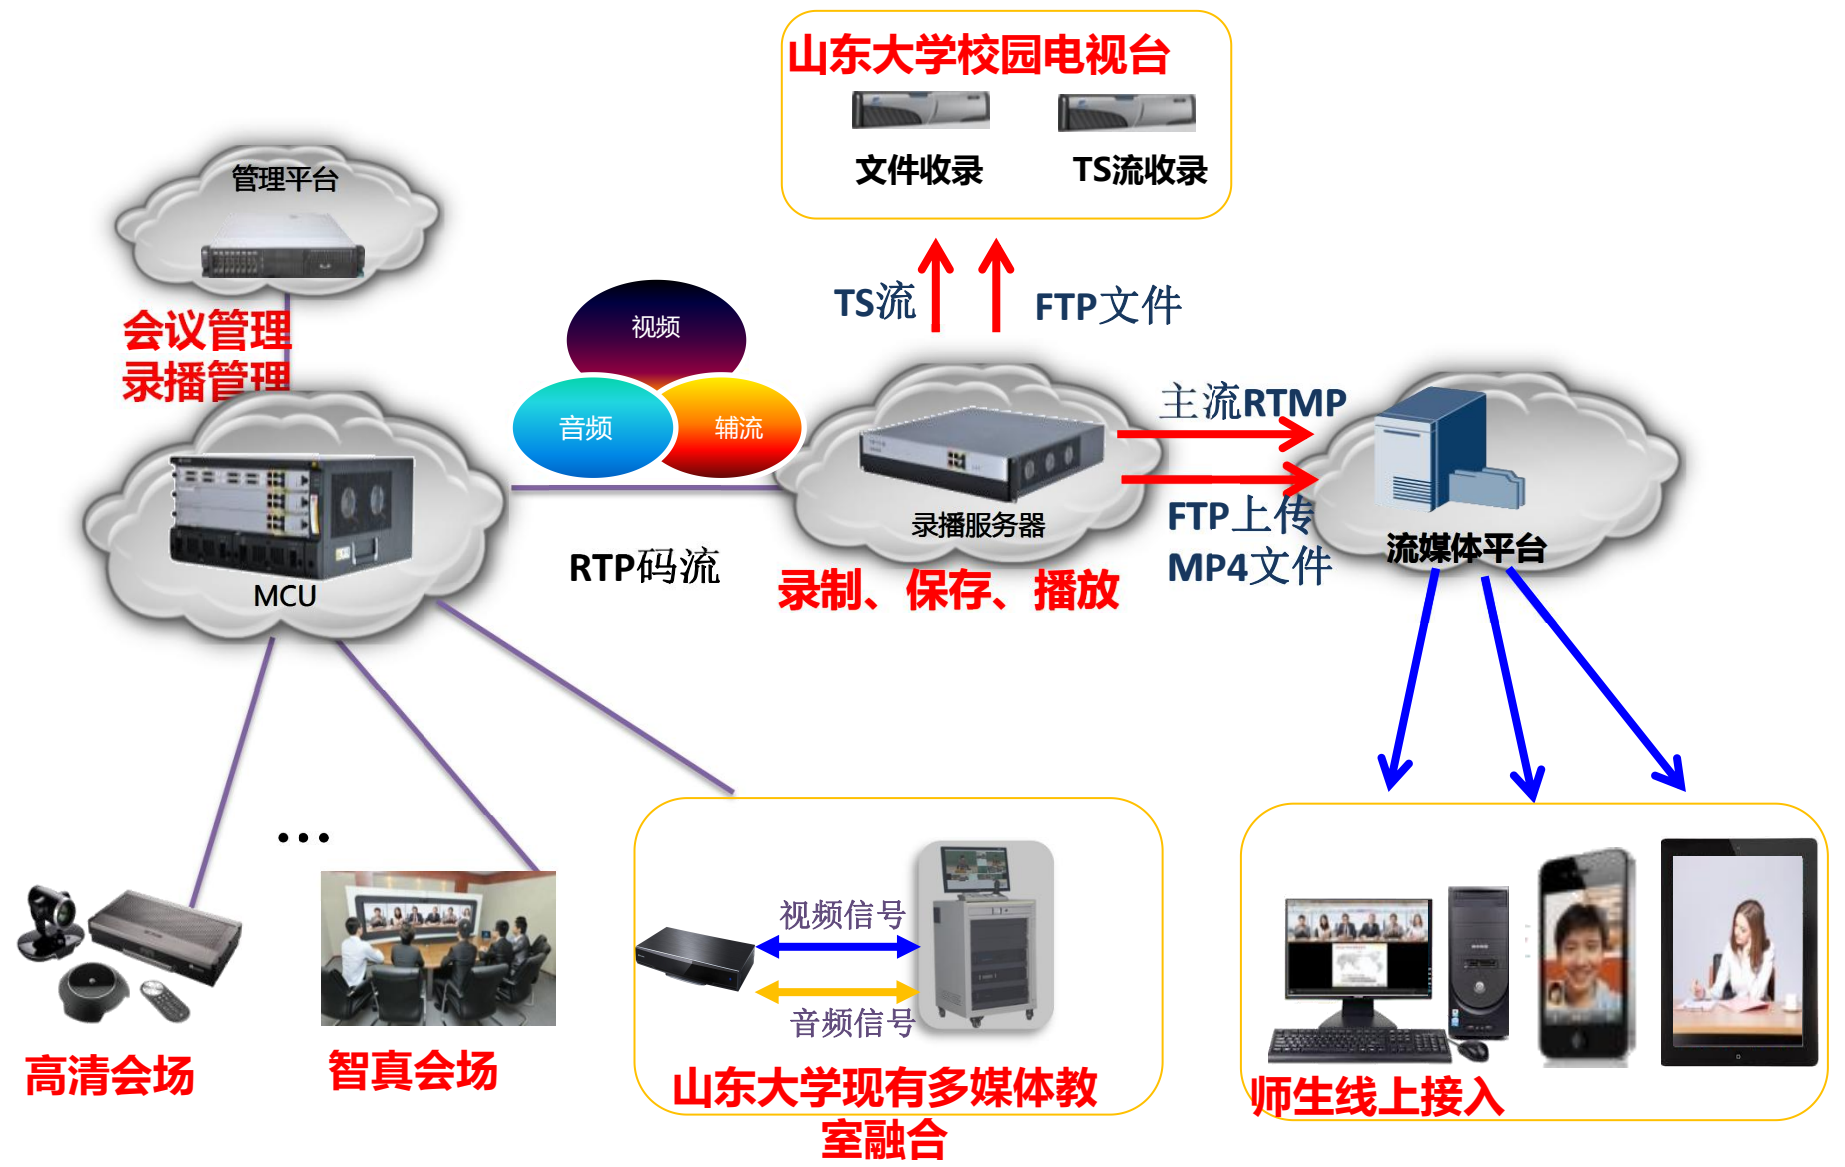 山东大学校园电视台
文件收录
TS流收录
管理平台
会议管理
录播管理
TS流
FTP文件
视频
音频
辅流
主流RTMP
录播服务器
FTP上传
MP4文件
流媒体平台
RTP码流
录制、保存、播放
MCU
...
视频信号
音频信号
高清会场
智真会场
山东大学现有多媒体教
室融合
师生线上接入